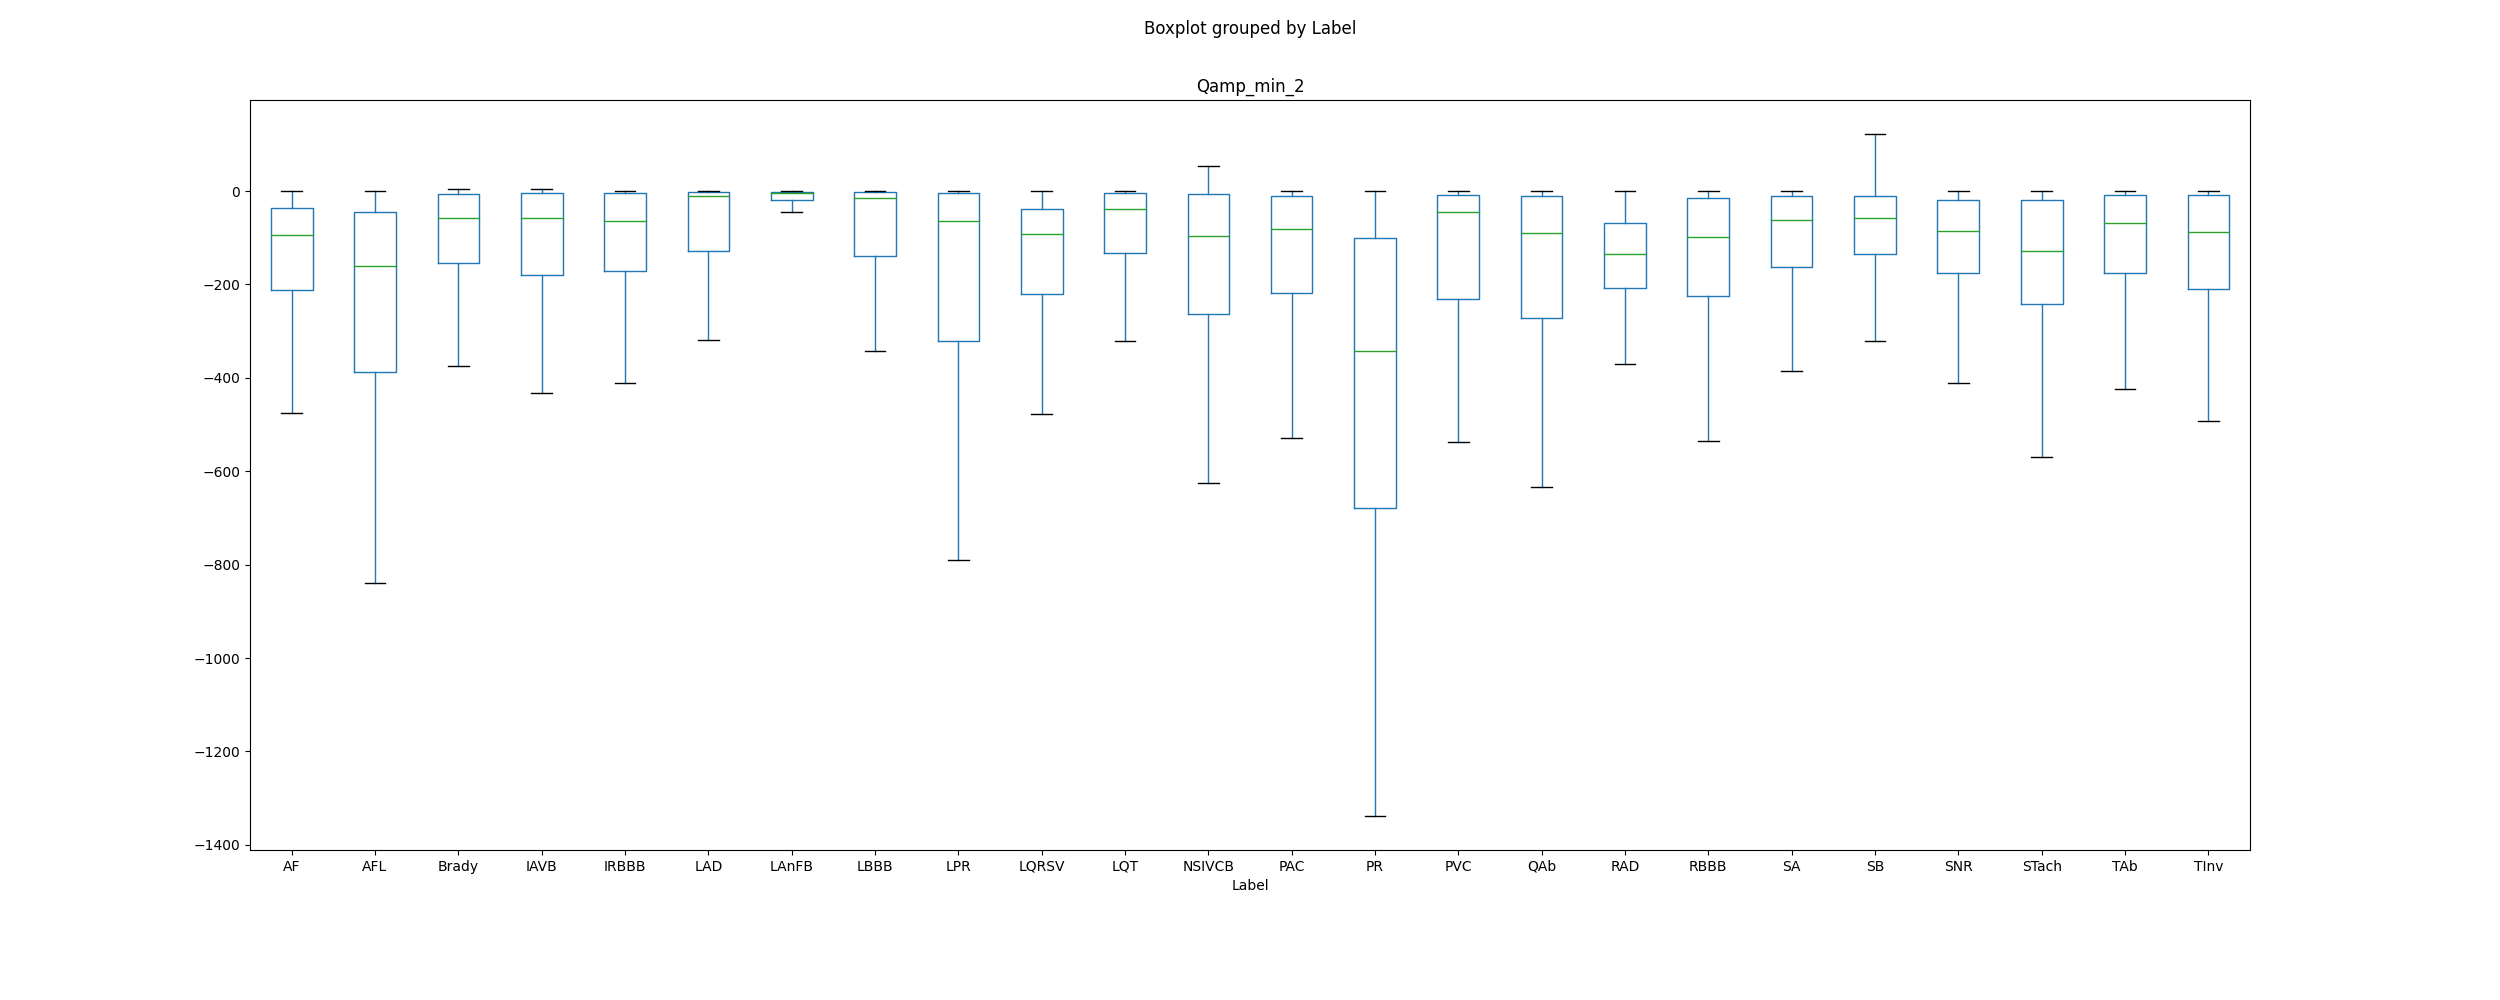 Boxplot grouped by Label
Qamp_min_2
0
−200
−400
−600
−800
−1000
−1200
−1400
AF AFL Brady IAVB IRBBB LAD LAnFB LBBB LPR LQRSV LQT NSIVCB PAC PR PVC QAb RAD RBBB SA SB SNR STach TAb TInv
Label